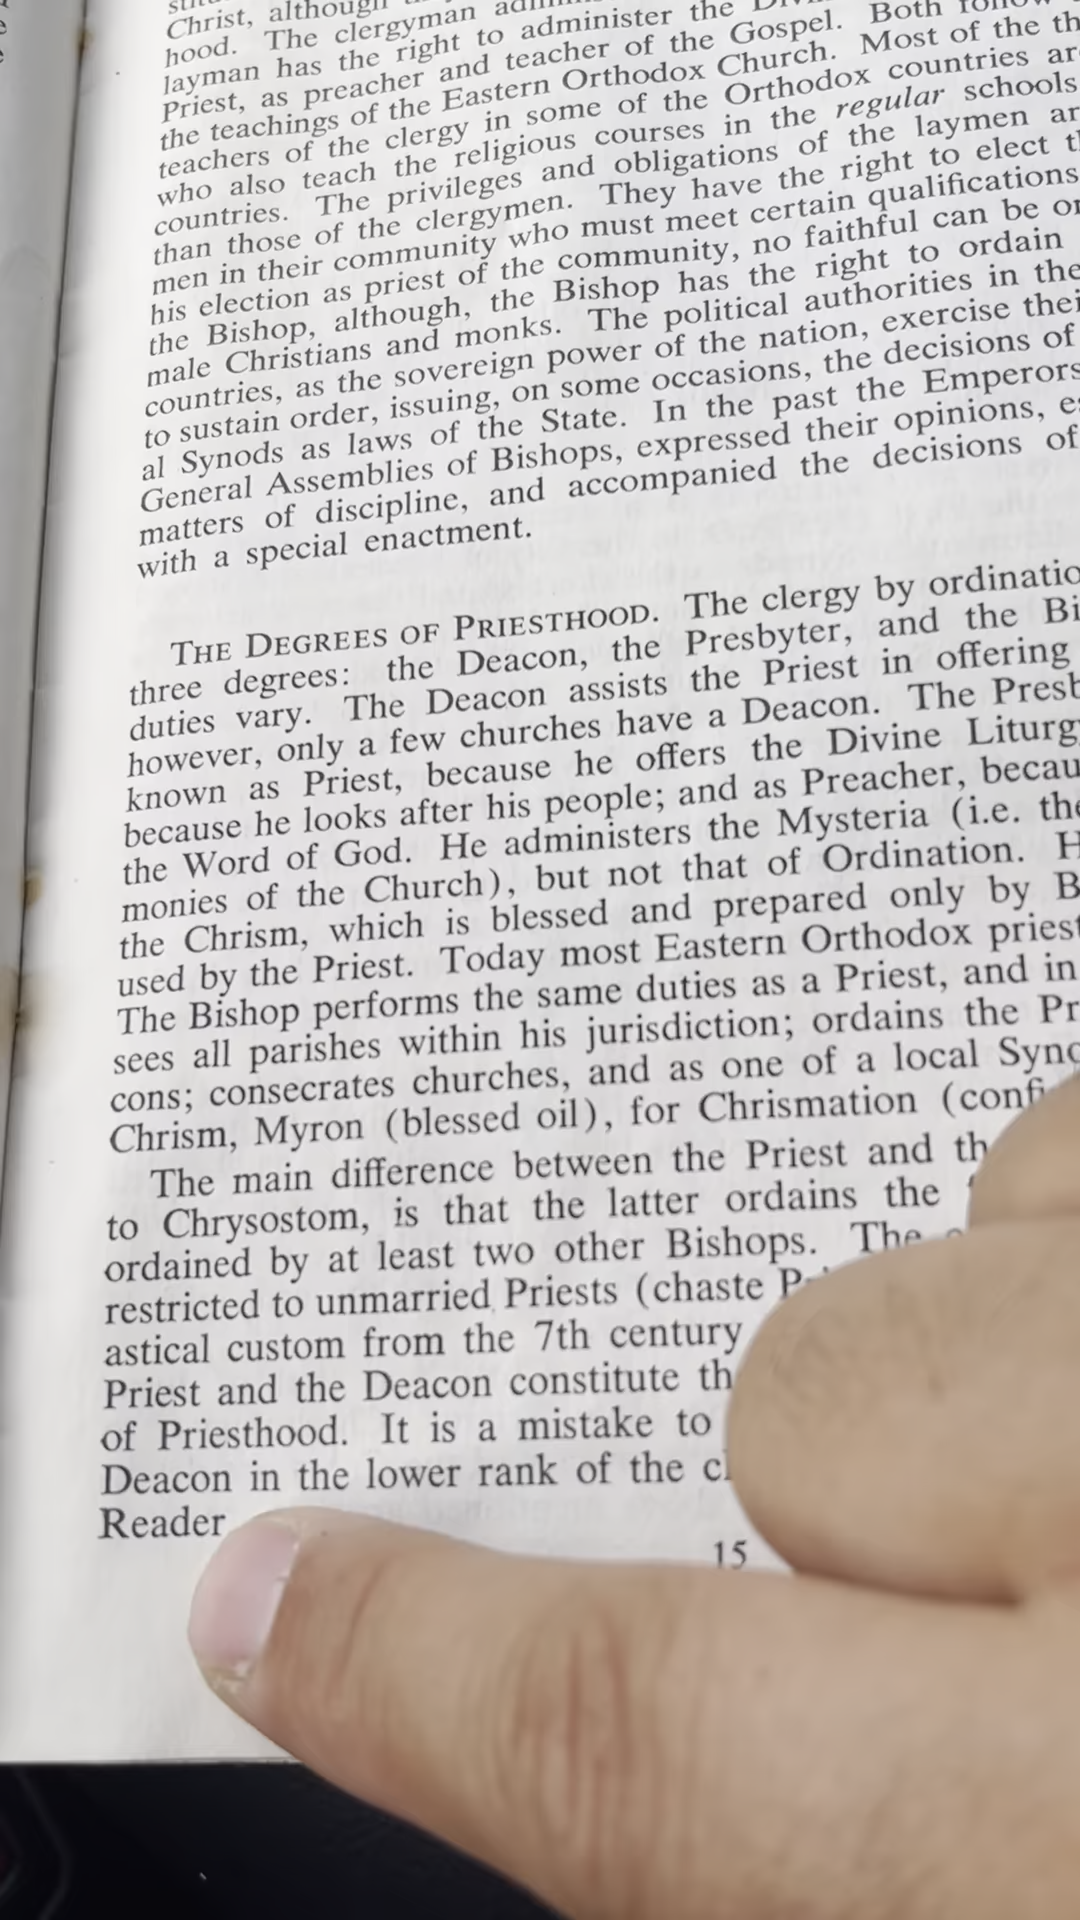 Christ, although
hood. The clergyman
layman has the right to administer the
Priest, as preacher and teacher of the Gospel. Both
the teachings of the Eastern Orthodox Church. Most of the
teachers of the clergy in some of the Orthodox countries
who also teach the religious courses in the regular schools
countries. The privileges and obligations of the laymen
than those of the clergymen. They have the right to elect
men in their community who must meet certain qualifications
his election as priest of the community, no faithful can be
the Bishop, although, the Bishop has the right to ordain
male Christians and monks. The political authorities in the
countries, as the sovereign power of the nation, exercise
to sustain order, issuing, on some occasions, the decisions of
al Synods as laws of the State. In the past the Emperors
General Assemblies of Bishops, expressed their opinions,
matters of discipline, and accompanied the decisions of
with a special enactment.
THE DEGREES OF PRIESTHOOD. The clergy by
three degrees: the Deacon, the Presbyter, and the
duties vary. The Deacon assists the Priest in offering
however, only a few churches have a Deacon. The
known as Priest, because he offers the Divine
because he looks after his people; and as Preacher,
the Word of God. He administers the Mysteria (i.e.
monies of the Church), but not that of Ordination.
the Chrism, which is blessed and prepared only by
used by the Priest. Today most Eastern Orthodox
The Bishop performs the same duties as a Priest, and in
sees all parishes within his jurisdiction; ordains the
cons; consecrates churches, and as one of a local
Chrism, Myron (blessed oil), for Chrismation
The main difference between the Priest and
to Chrysostom, is that the latter ordains the
ordained by at least two other Bishops. The
restricted to unmarried Priests (chaste
astical custom from the 7th century
Priest and the Deacon constitute
of Priesthood. It is a mistake to
Deacon in the lower rank of the
Reader
15